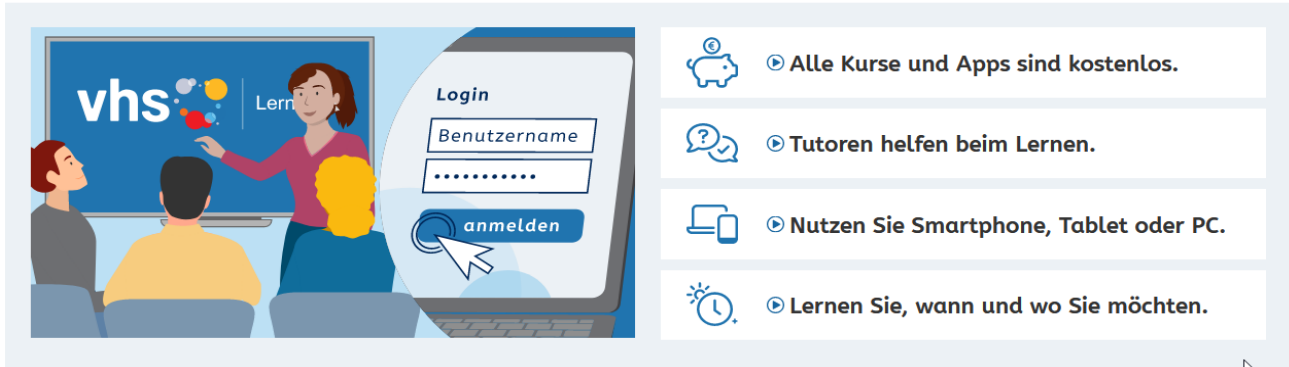 vhs
Lern
Login
Benutzername
anmelden
Alle Kurse und Apps sind kostenlos.
Tutoren helfen beim Lernen.
Nutzen Sie Smartphone, Tablet oder PC.
Lernen Sie, wann und wo Sie möchten.